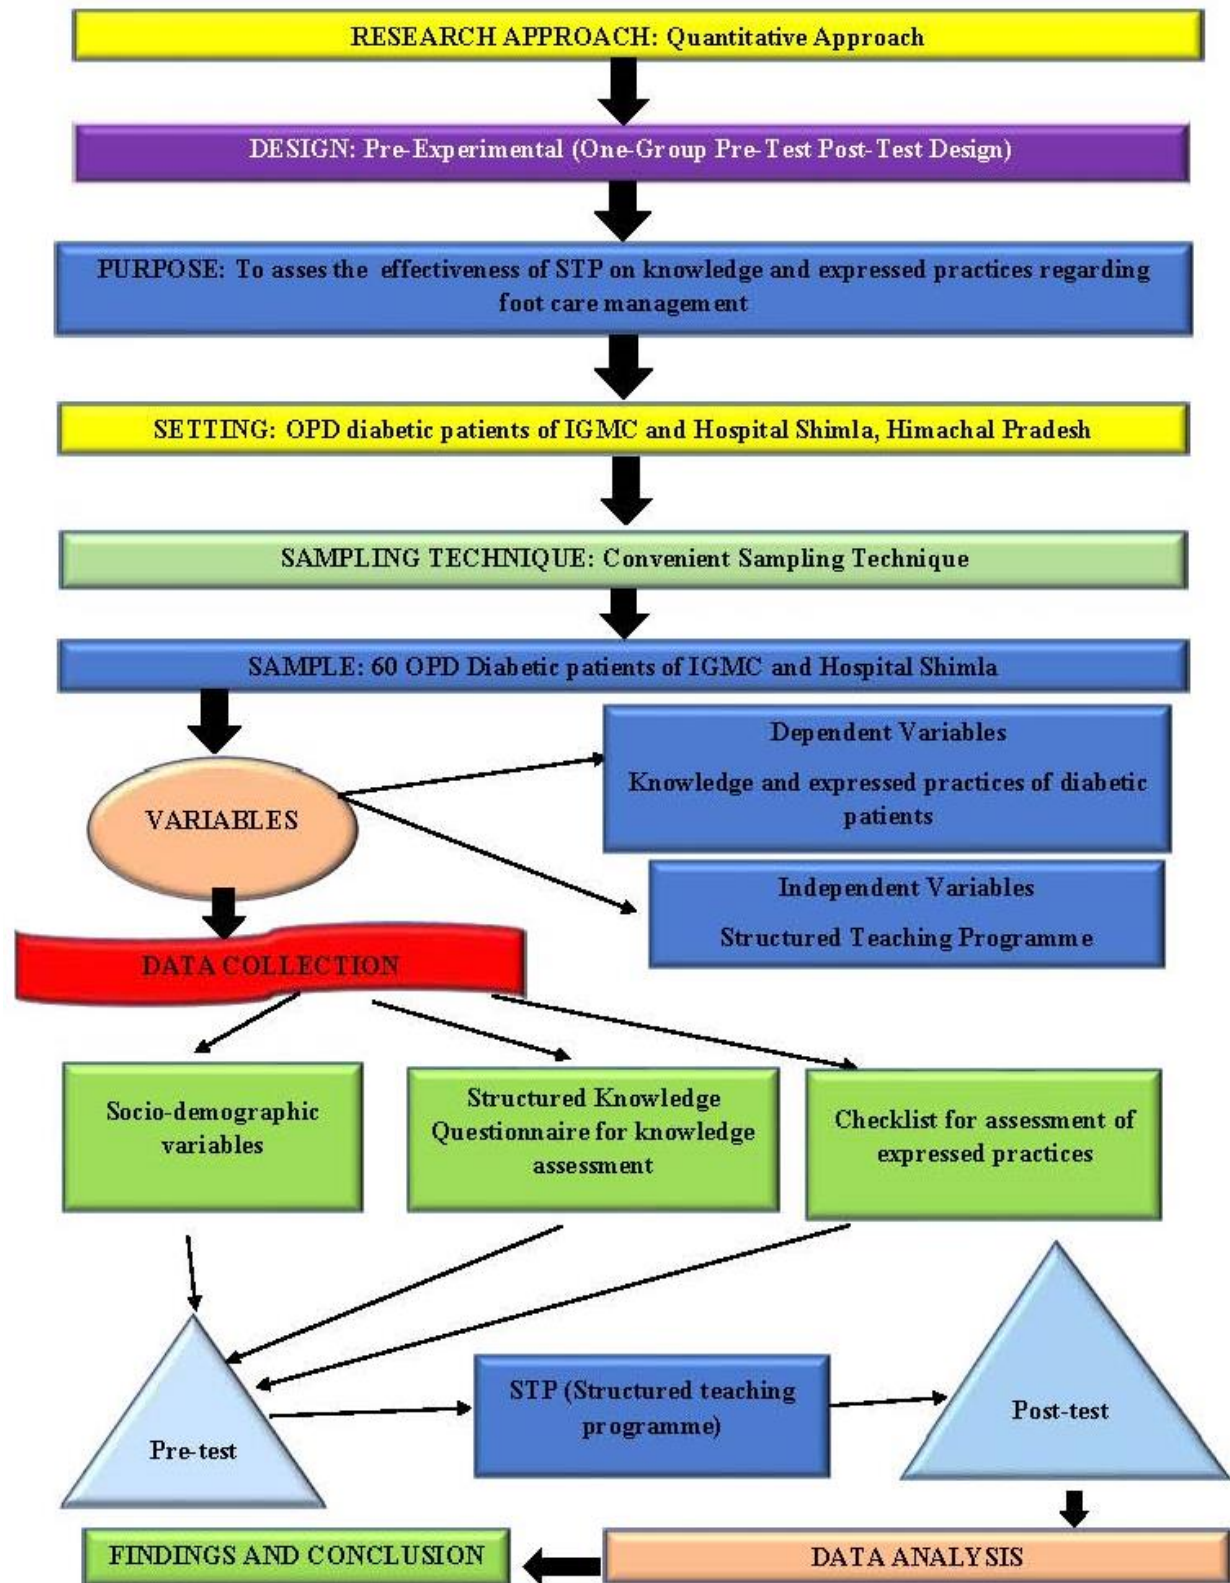 RESEARCH APPROACH: Quantitative Approach
DESIGN: Pre-Experimental (One-Group Pre-Test Post-Test Design)
PURPOSE: To asses the effectiveness of STP on knowledge and expressed practices regarding
foot care management
SETTING: OPD diabetic patients of IGMC and Hospital Shimla, Himachal Pradesh
SAMPLING TECHNIQUE: Convenient Sampling Technique
SAMPLE: 60 OPD Diabetic patients of IGMC and Hospital Shimla
VARIABLES
Dependent Variables
Knowledge and expressed practices of diabetic
patients
Independent Variables
Structured Teaching Programme
DATA COLLECTION
Socio-demographic
variables
Structured Knowledge
Questionnaire for knowledge
assessment
Checklist for assessment of
expressed practices
Pre-test
STP (Structured teaching
programme)
Post-test
DATA ANALYSIS
FINDINGS AND CONCLUSION